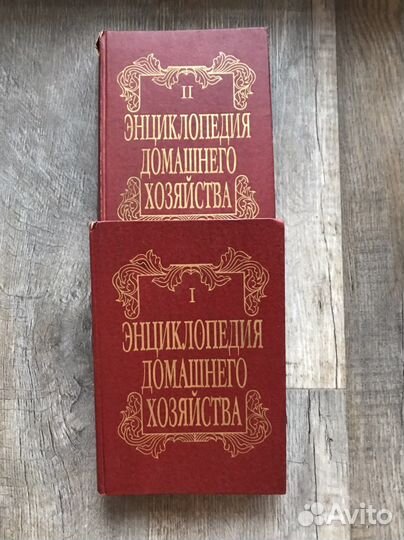 II
ЭНЦИКЛОПЕДИЯ
ДОМАШНЕГО
ХОЗЯЙСТВА
I
ЭНЦИКЛОПЕДИЯ
ДОМАШНЕГО
ХОЗЯЙСТВА
Avito